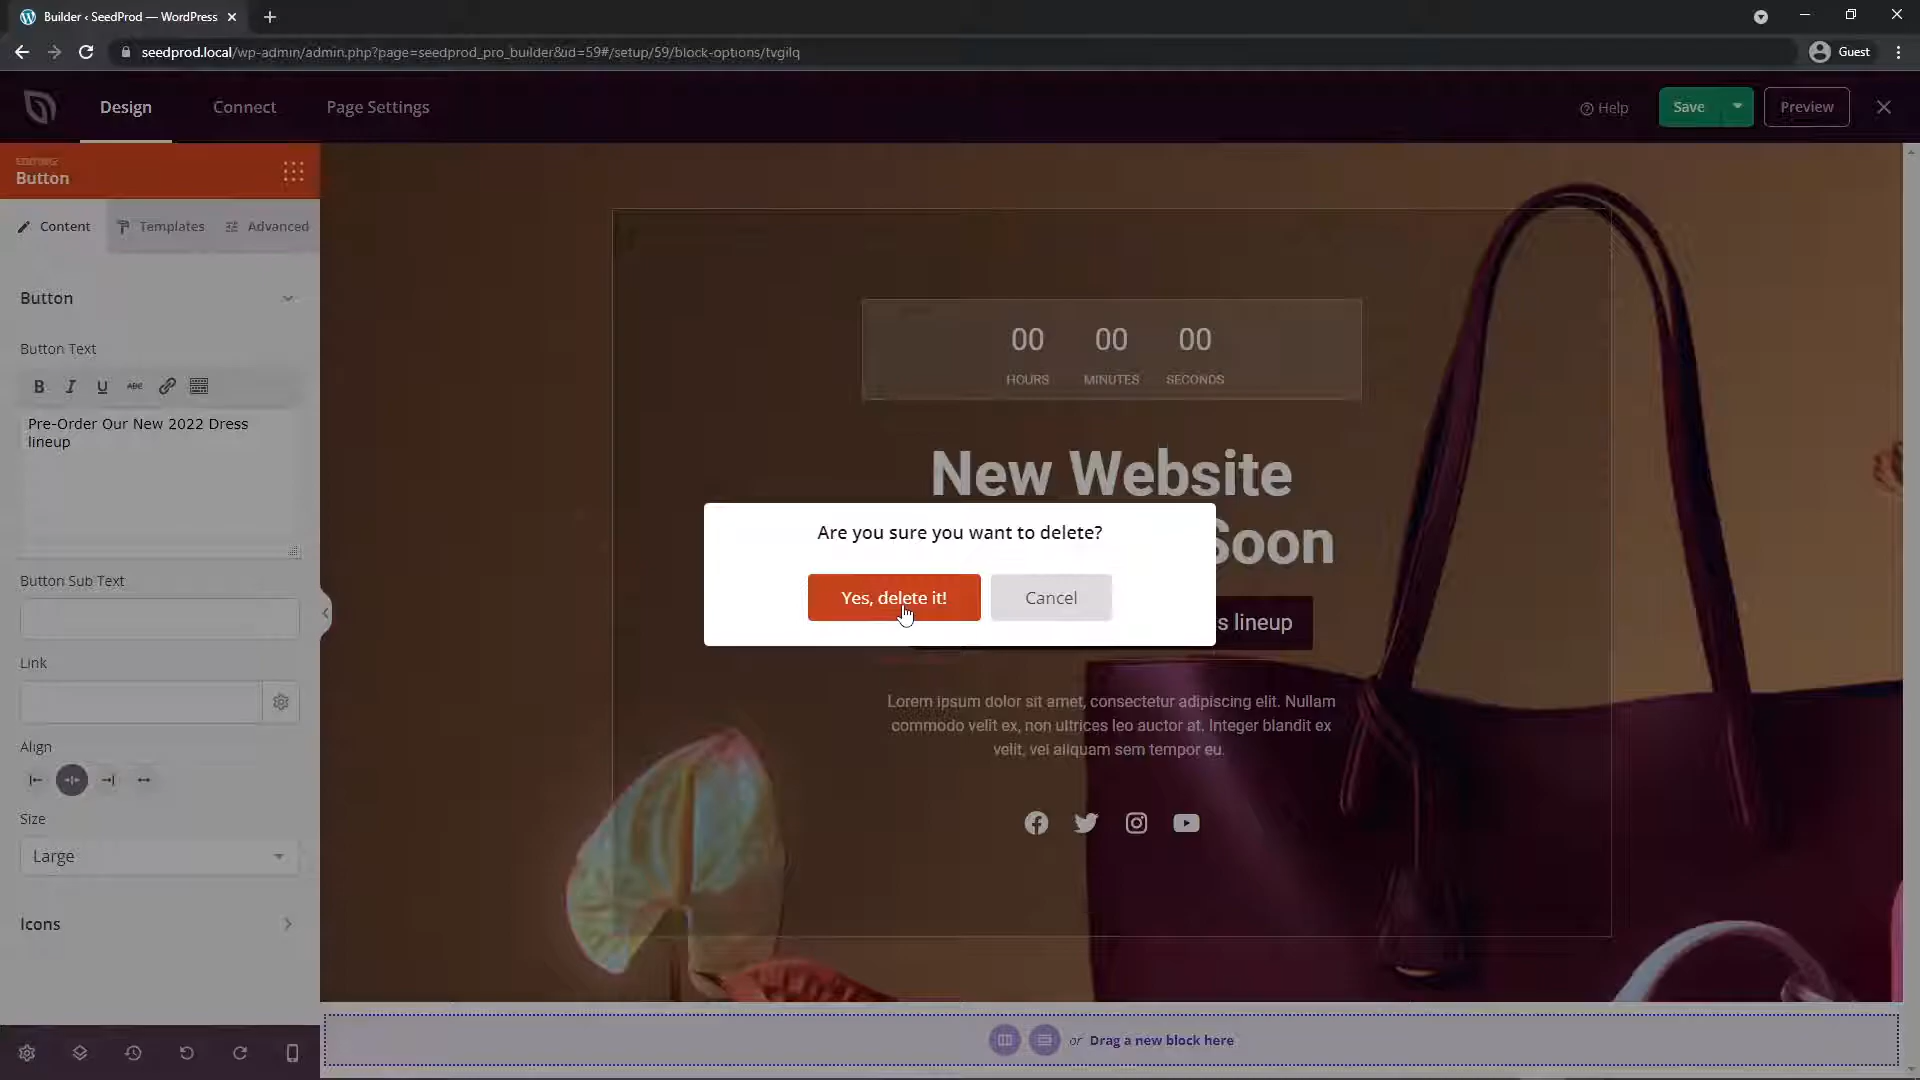 Builder ‹ SeedProd — WordPress
seedprod.local/wp-admin/admin.php?page=seedprod_pro_builder&id=59#/setup/59/block-options/tvgilq
Guest
Design
Connect
Page Settings
Help
Save
Preview
EDITING
Button
Content
Templates
Advanced
Button
Button Text
B I U ABC
Pre-Order Our New 2022 Dress
lineup
Button Sub Text
Link
Align
Size
Large
Icons
00 00 00
HOURS MINUTES SECONDS
New Website
Soon
Are you sure you want to delete?
Yes, delete it!
Cancel
s lineup
Lorem ipsum dolor sit amet, consectetur adipiscing elit. Nullam
commodo velit ex, non ultrices leo auctor at. Integer blandit ex
velit, vel aliquam sem tempor eu.
or Drag a new block here